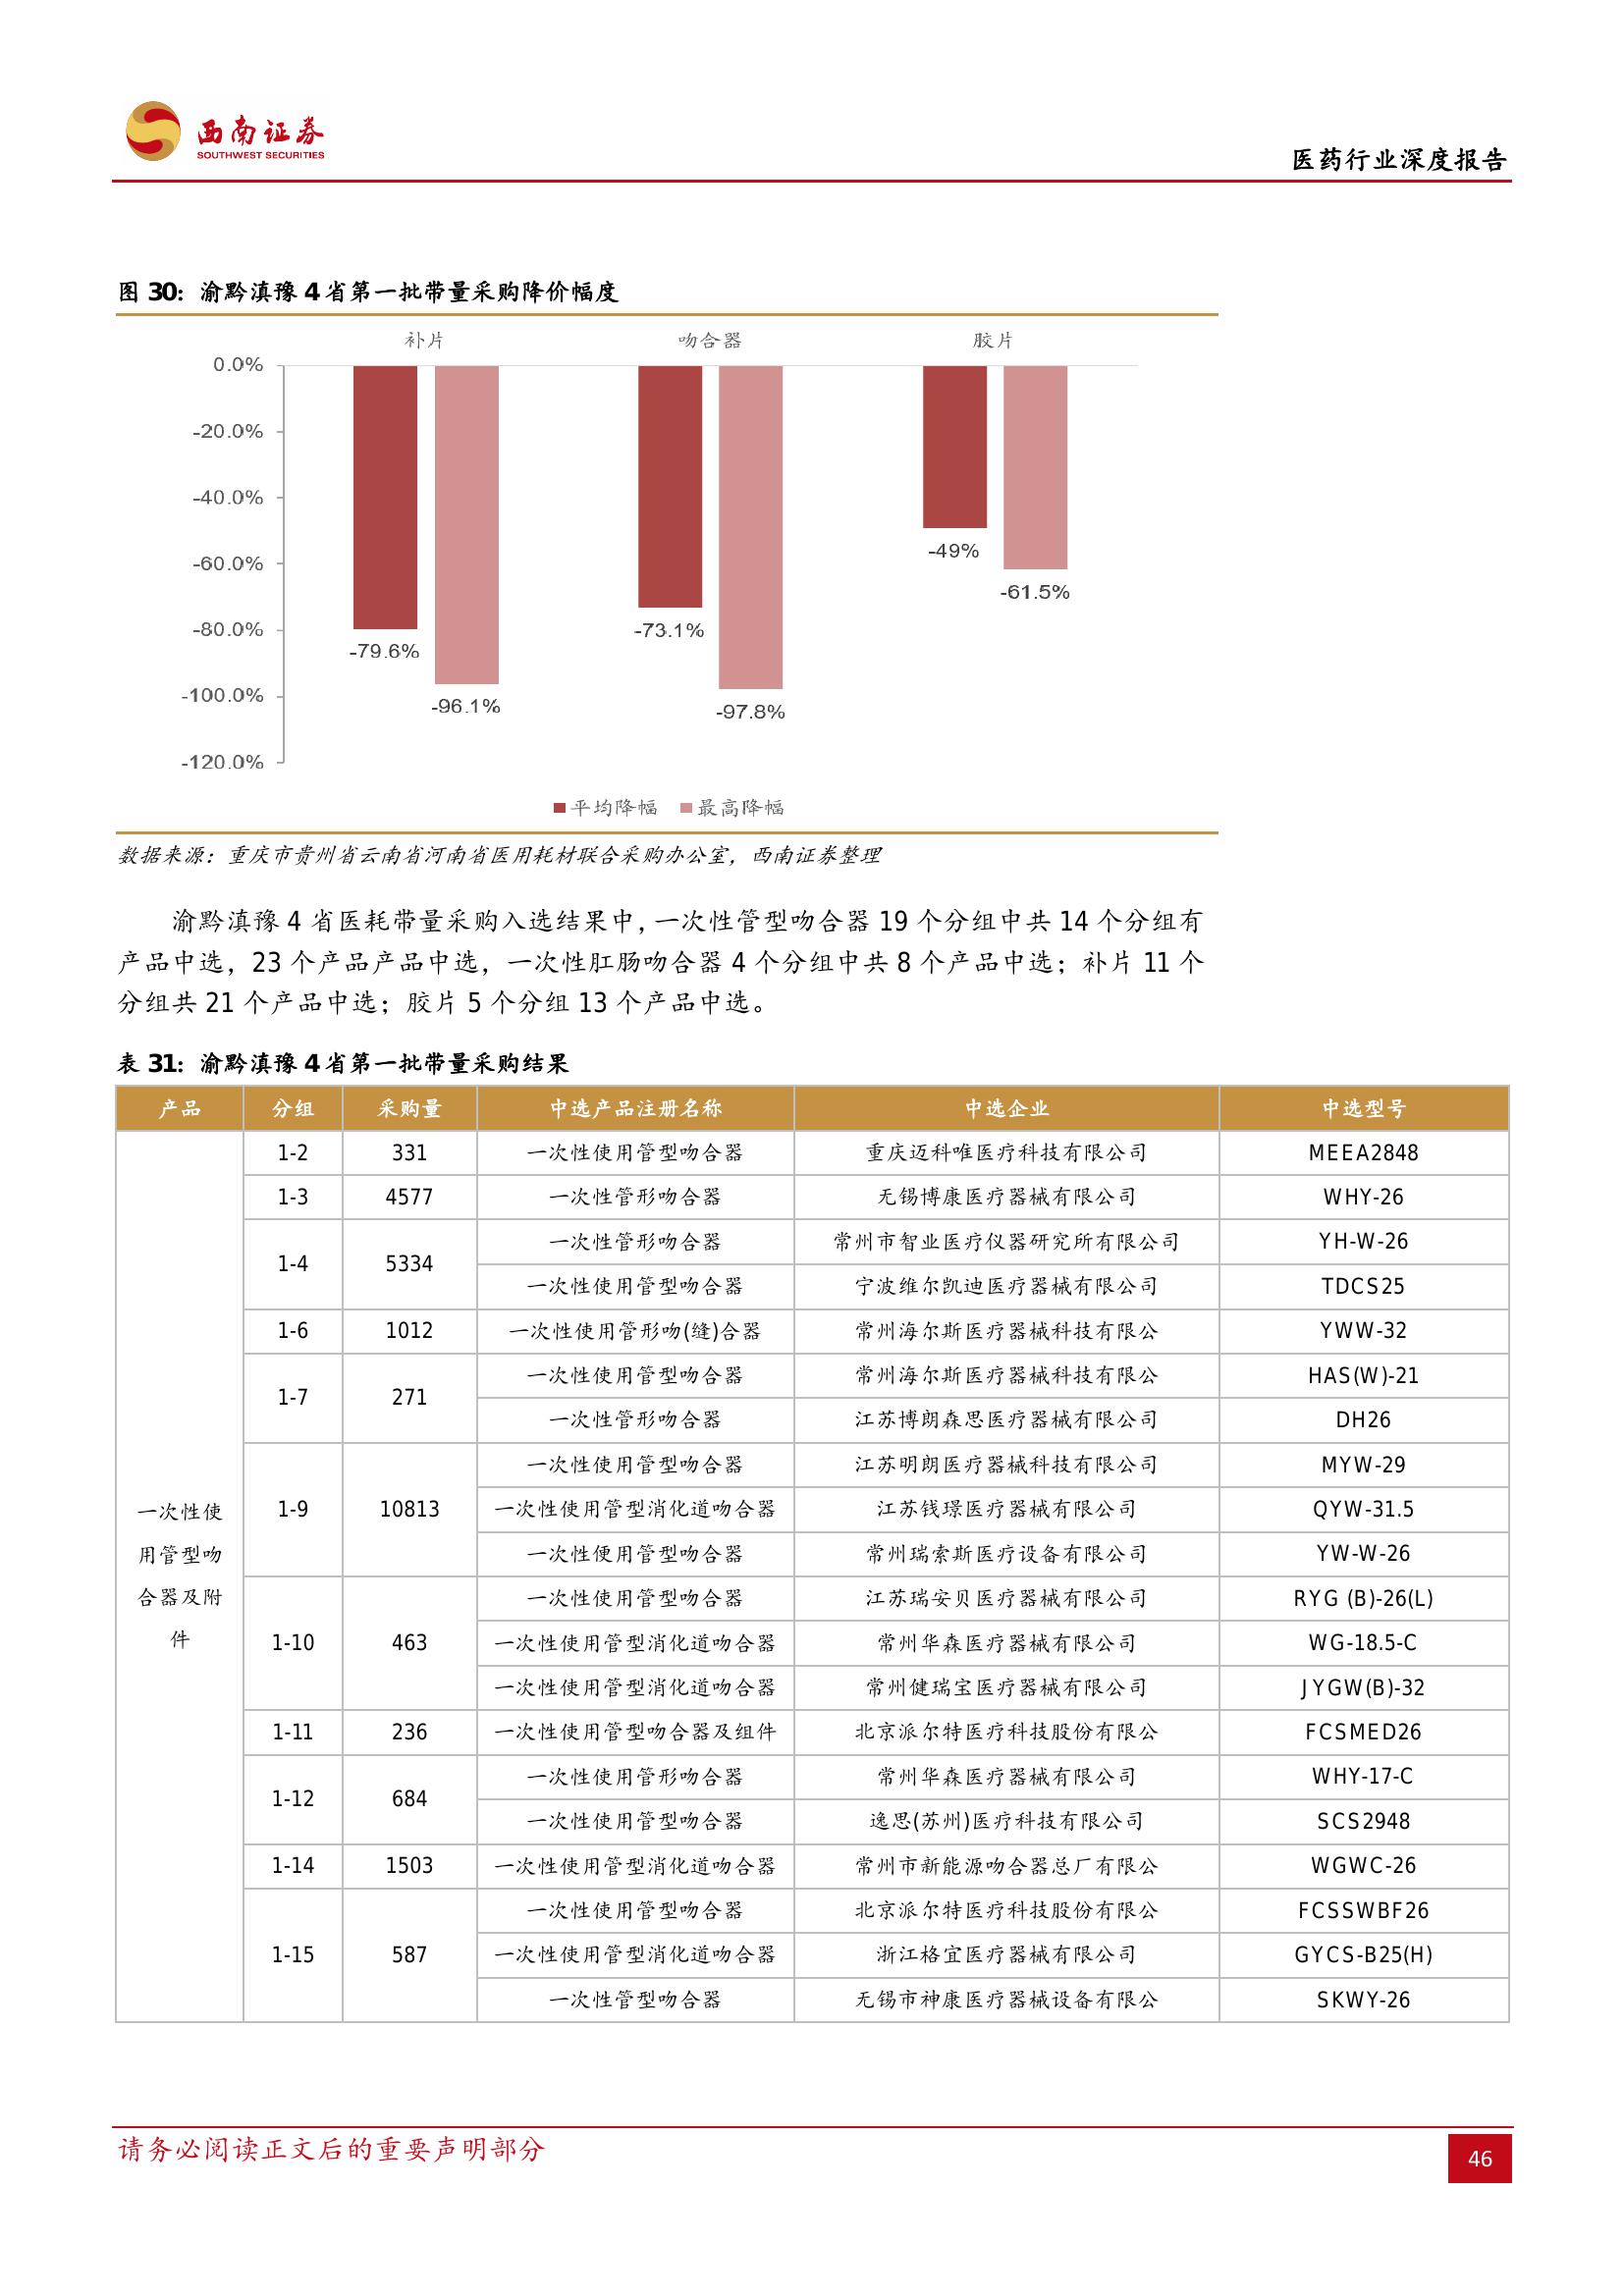 西南证券
SOUTHWEST SECURITIES
医药行业深度报告
图 30：渝黔滇豫 4 省第一批带量采购降价幅度
补片 吻合器 胶片
0.0%
-20.0%
-40.0%
-60.0%
-80.0%
-100.0%
-120.0%
-79.6%
-96.1%
-73.1%
-97.8%
-49%
-61.5%
平均降幅 最高降幅
数据来源：重庆市贵州省云南省河南省医用耗材联合采购办公室，西南证券整理
渝黔滇豫 4 省医耗带量采购入选结果中，一次性管型吻合器 19 个分组中共 14 个分组有
产品中选，23 个产品产品中选，一次性肛肠吻合器 4 个分组中共 8 个产品中选；补片 11 个
分组共 21 个产品中选；胶片 5 个分组 13 个产品中选。
表 31：渝黔滇豫 4 省第一批带量采购结果
产品 分组 采购量 中选产品注册名称 中选企业 中选型号
一次性使
用管型吻
合器及附
件
1-2 331 一次性使用管型吻合器 重庆迈科唯医疗科技有限公司 MEEA2848
1-3 4577 一次性管形吻合器 无锡博康医疗器械有限公司 WHY-26
1-4 5334 一次性管形吻合器 常州市智业医疗仪器研究所有限公司 YH-W-26
一次性使用管型吻合器 宁波维尔凯迪医疗器械有限公司 TDCS25
1-6 1012 一次性使用管形吻(缝)合器 常州海尔斯医疗器械科技有限公 YWW-32
1-7 271 一次性使用管型吻合器 常州海尔斯医疗器械科技有限公 HAS(W)-21
一次性管形吻合器 江苏博朗森思医疗器械有限公司 DH26
1-9 10813 一次性使用管型吻合器 江苏明朗医疗器械科技有限公司 MYW-29
一次性使用管型消化道吻合器 江苏钱璟医疗器械有限公司 QYW-31.5
一次性便用管型吻合器 常州瑞索斯医疗设备有限公司 YW-W-26
1-10 463 一次性使用管型吻合器 江苏瑞安贝医疗器械有限公司 RYG (B)-26(L)
一次性使用管型消化道吻合器 常州华森医疗器械有限公司 WG-18.5-C
一次性使用管型消化道吻合器 常州健瑞宝医疗器械有限公司 JYGW(B)-32
1-11 236 一次性使用管型吻合器及组件 北京派尔特医疗科技股份有限公 FCSMED26
1-12 684 一次性使用管形吻合器 常州华森医疗器械有限公司 WHY-17-C
一次性使用管型吻合器 逸思(苏州)医疗科技有限公司 SCS2948
1-14 1503 一次性使用管型消化道吻合器 常州市新能源吻合器总厂有限公 WGWC-26
1-15 587 一次性使用管型吻合器 北京派尔特医疗科技股份有限公 FCSSWBF26
一次性使用管型消化道吻合器 浙江格宜医疗器械有限公司 GYCS-B25(H)
一次性管型吻合器 无锡市神康医疗器械设备有限公 SKWY-26
请务必阅读正文后的重要声明部分
46